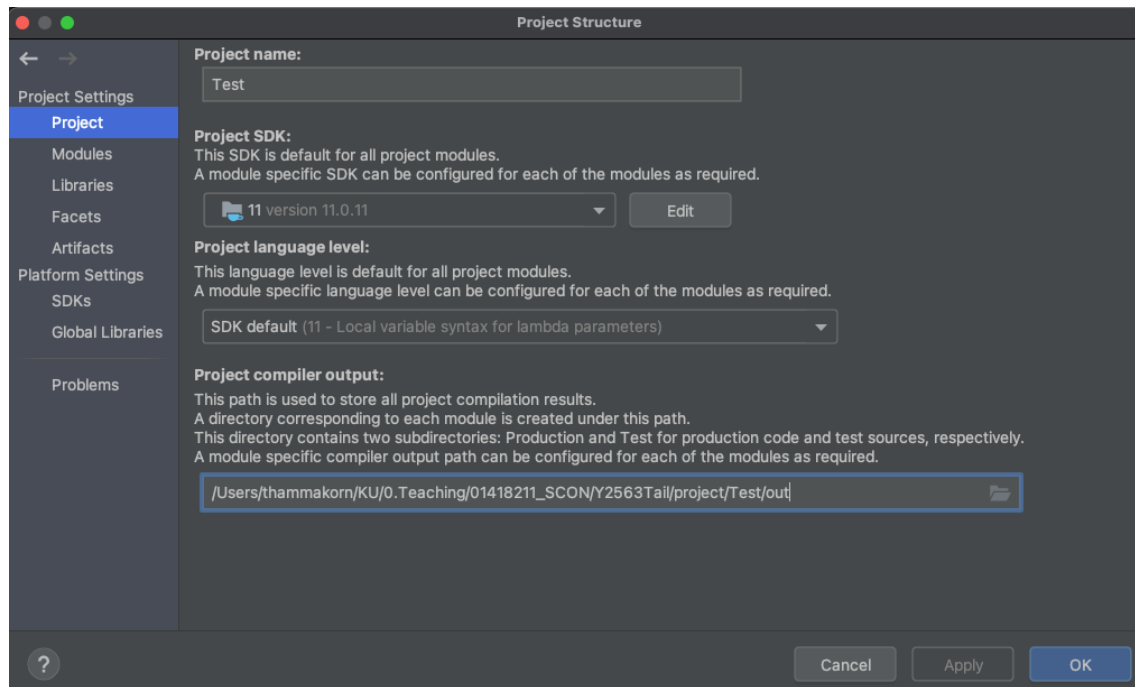 Project Structure
Project Settings
Project
Modules
Libraries
Facets
Artifacts
Platform Settings
SDKs
Global Libraries
Problems
Project name:
Test
Project SDK:
This SDK is default for all project modules.
A module specific SDK can be configured for each of the modules as required.
11 version 11.0.11
Edit
Project language level:
This language level is default for all project modules.
A module specific language level can be configured for each of the modules as required.
SDK default (11 - Local variable syntax for lambda parameters)
Project compiler output:
This path is used to store all project compilation results.
A directory corresponding to each module is created under this path.
This directory contains two subdirectories: Production and Test for production code and test sources, respectively.
A module specific compiler output path can be configured for each of the modules as required.
/Users/thammakorn/KU/0.Teaching/01418211_SCON/Y2563Tail/project/Test/out
?
Cancel
Apply
OK